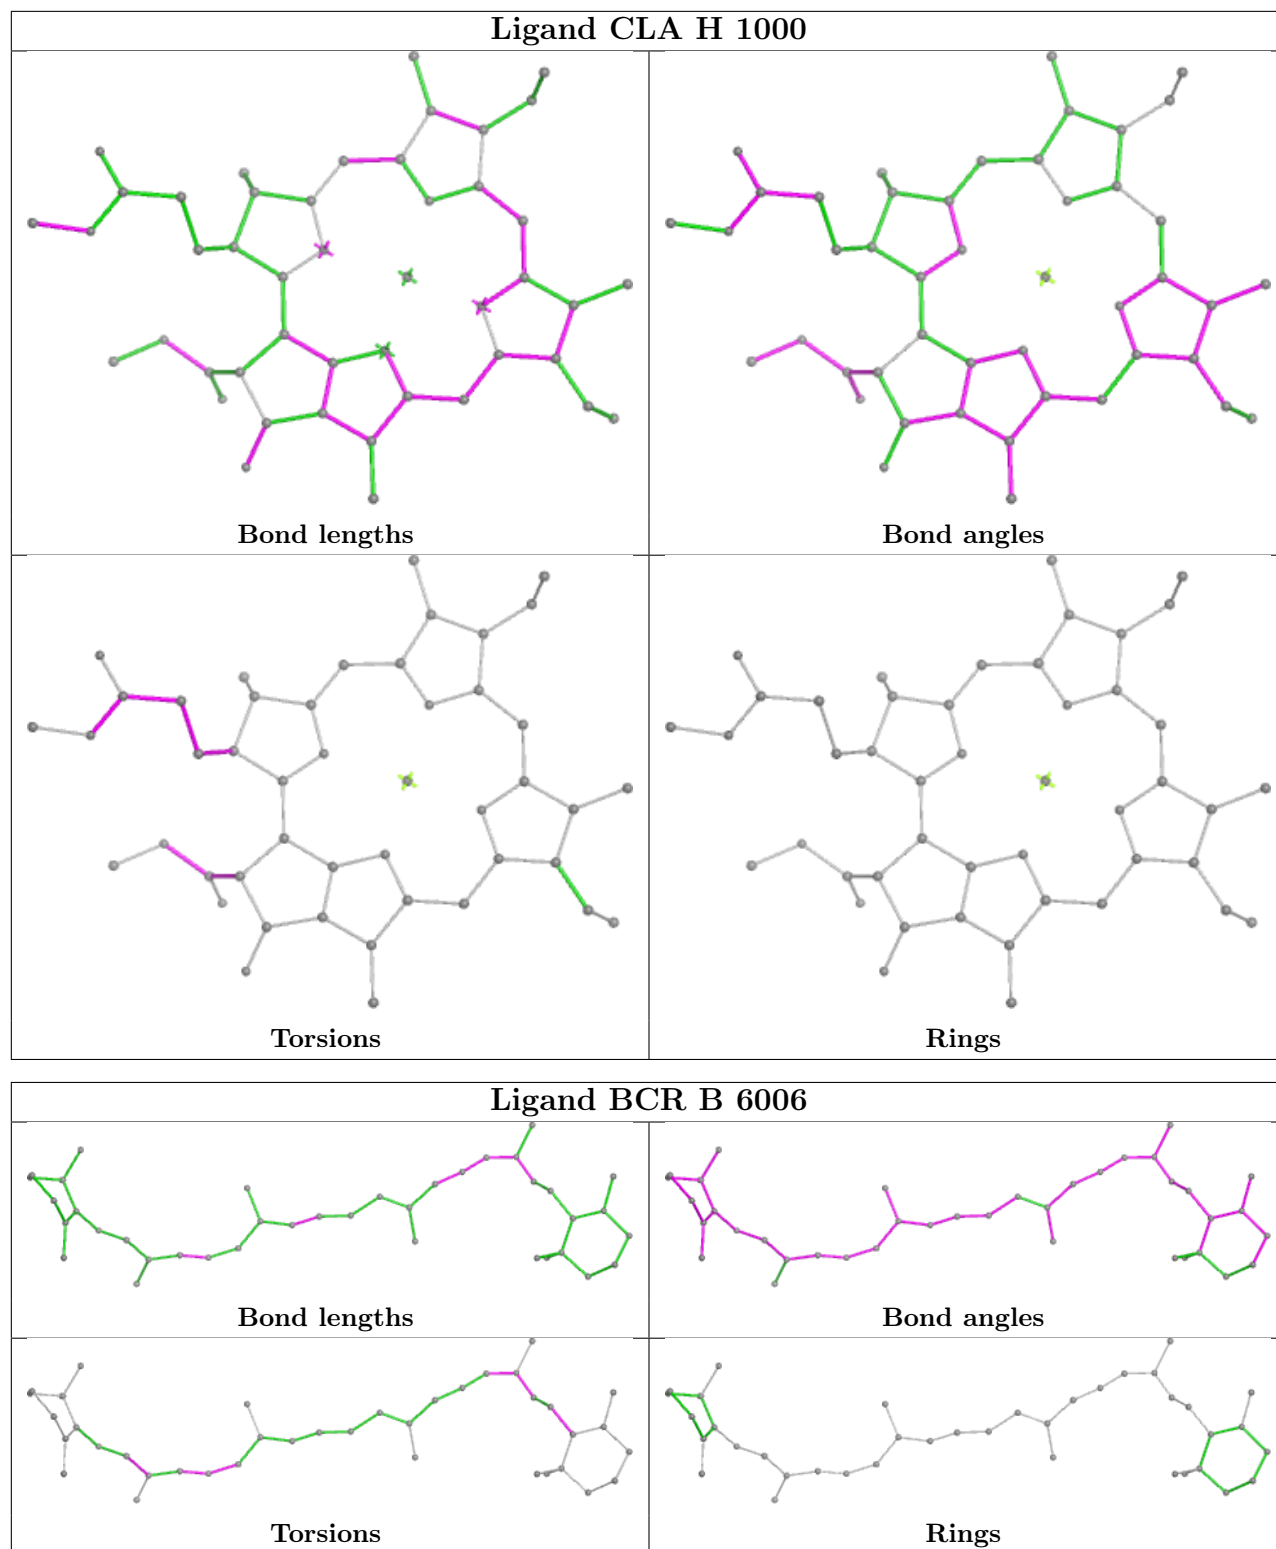 Ligand CLA H 1000
Bond lengths
Bond angles
Torsions
Rings
Ligand BCR B 6006
Bond lengths
Bond angles
Torsions
Rings